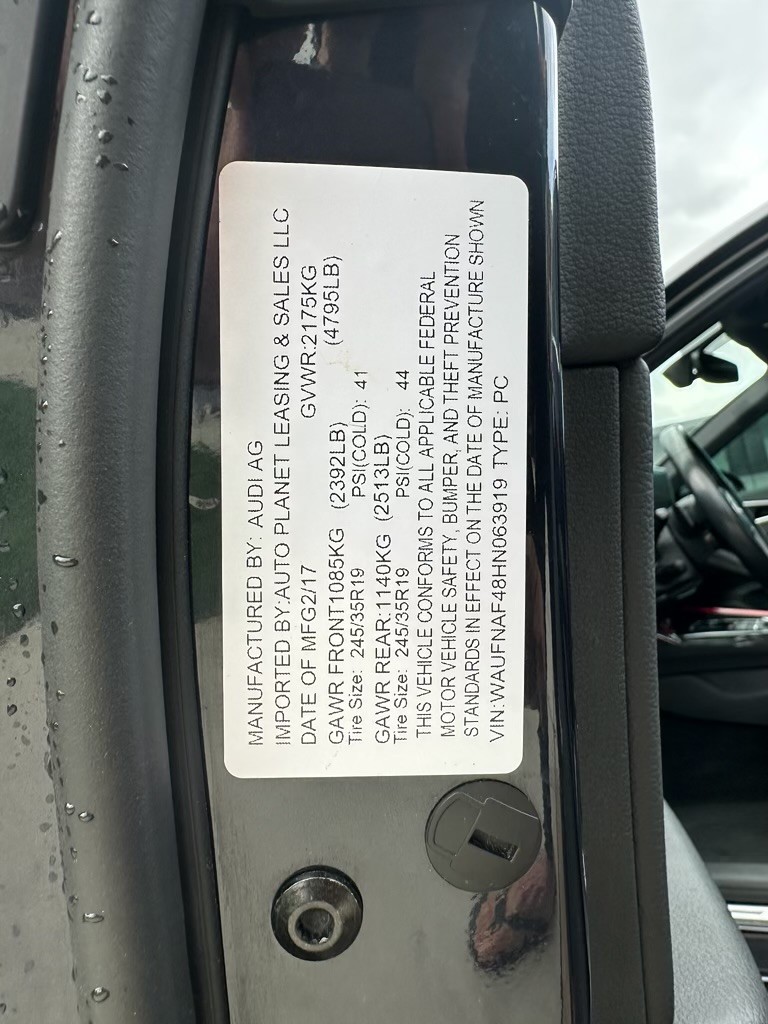 MANUFACTURED BY: AUDI AG
IMPORTED BY:AUTO PLANET LEASING & SALES LLC
DATE OF MFG2/17 GVWR:2175KG
GAWR FRONT1085KG (2392LB) (4795LB)
Tire Size: 245/35R19 PSI(COLD): 41
GAWR REAR:1140KG (2513LB)
Tire Size: 245/35R19 PSI(COLD): 44
THIS VEHICLE CONFORMS TO ALL APPLICABLE FEDERAL
MOTOR VEHICLE SAFETY, BUMPER, AND THEFT PREVENTION
STANDARDS IN EFFECT ON THE DATE OF MANUFACTURE SHOWN
VIN:WAUFNAF48HN063919 TYPE: PC